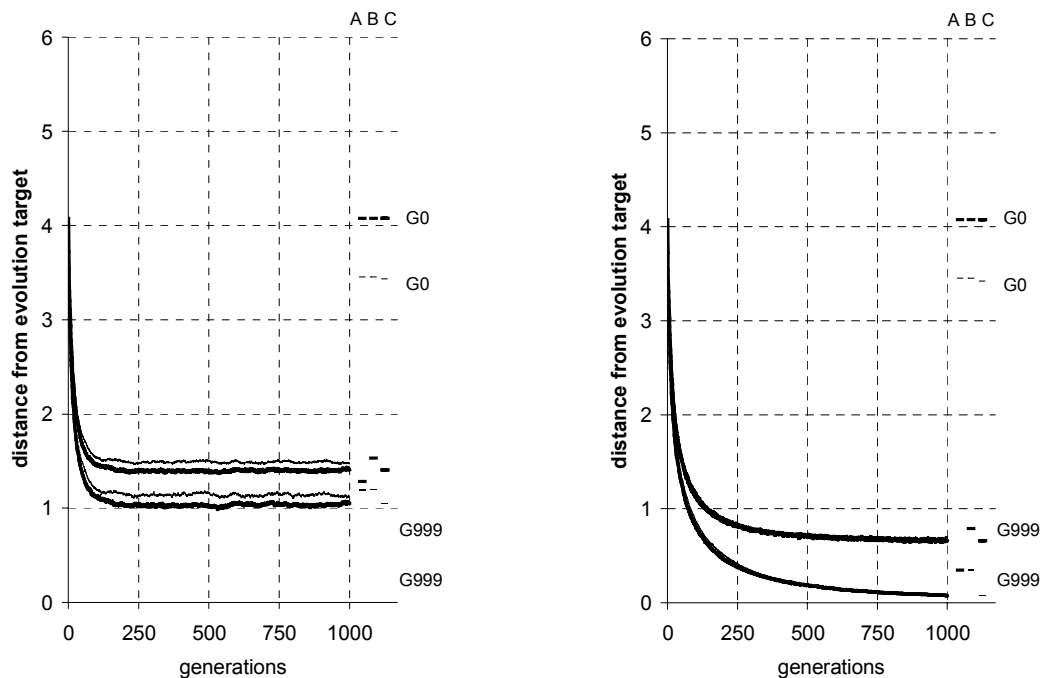 A B C
6
5
4
3
2
1
0
distance from evolution target
G0
G0
G999
G999
0 250 500 750 1000
generations
A B C
6
5
4
3
2
1
0
distance from evolution target
G0
G0
G999
G999
0 250 500 750 1000
generations